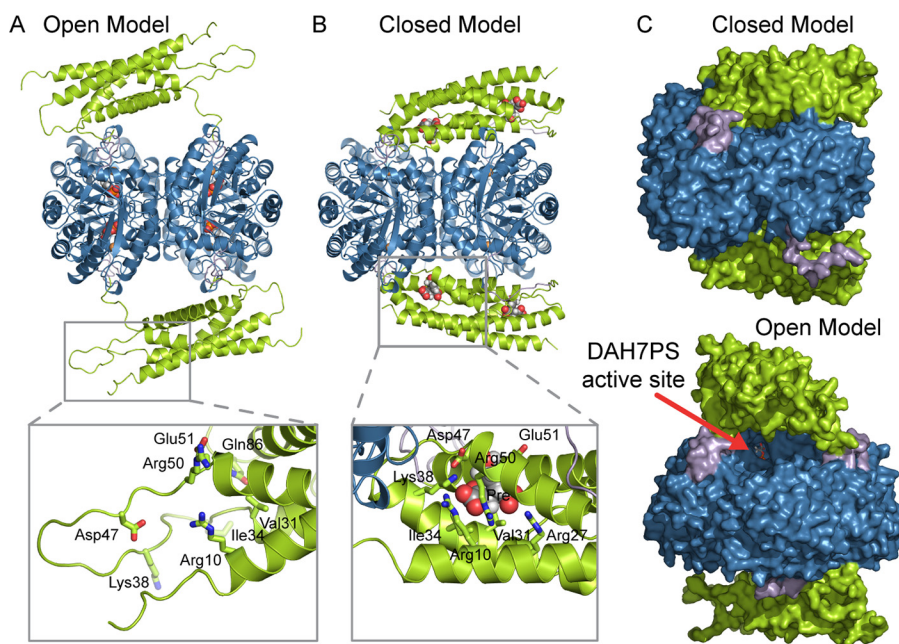 A Open Model
B Closed Model
C Closed Model
Open Model
DAH7PS
active site
Glu51
Gln86
Arg50
Asp47
Val31
Ile34
Arg10
Lys38
Asp47
Glu51
Arg50
Lys38
Pre
Ile34
Val31
Arg27
Arg10